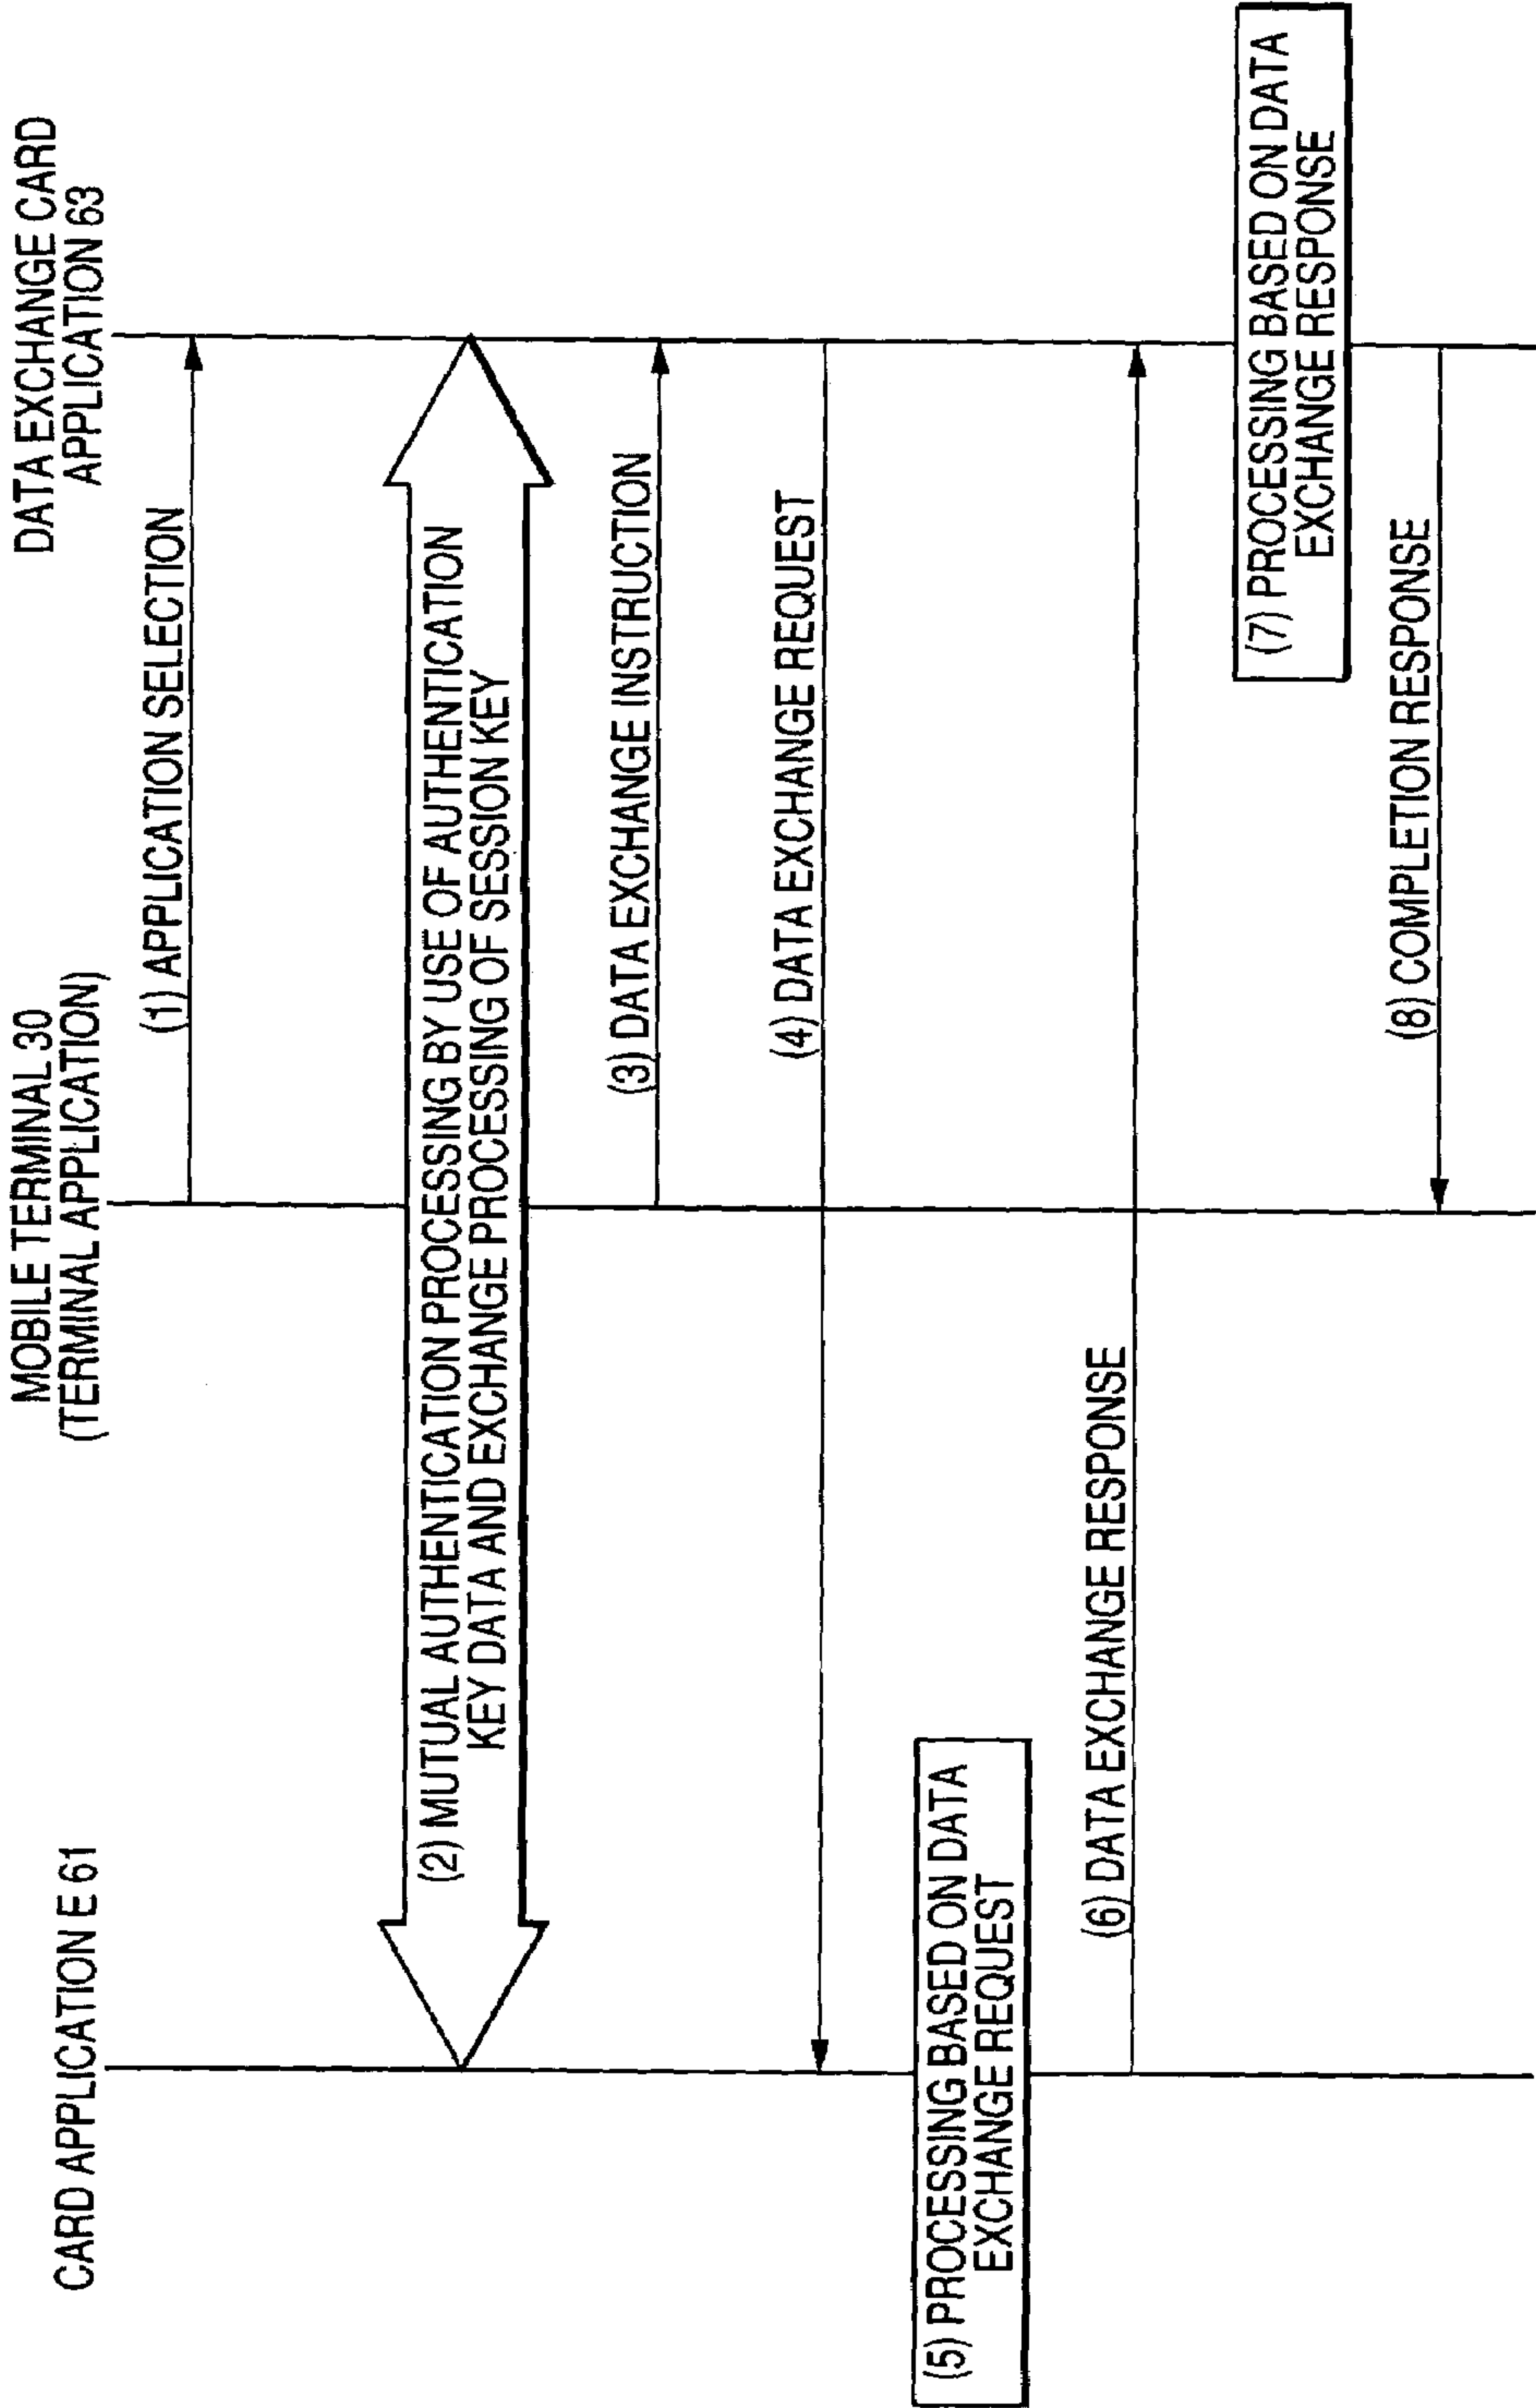 CARD APPLICATION E 61
MOBILE TERMINAL 30
(TERMINAL APPLICATION)
DATA EXCHANGE CARD
APPLICATION 63
(1) APPLICATION SELECTION
(2) MUTUAL AUTHENTICATION PROCESSING BY USE OF AUTHENTICATION
KEY DATA AND EXCHANGE PROCESSING OF SESSION KEY
(3) DATA EXCHANGE INSTRUCTION
(4) DATA EXCHANGE REQUEST
(5) PROCESSING BASED ON DATA
EXCHANGE REQUEST
(6) DATA EXCHANGE RESPONSE
(7) PROCESSING BASED ON DATA
EXCHANGE RESPONSE
(8) COMPLETION RESPONSE